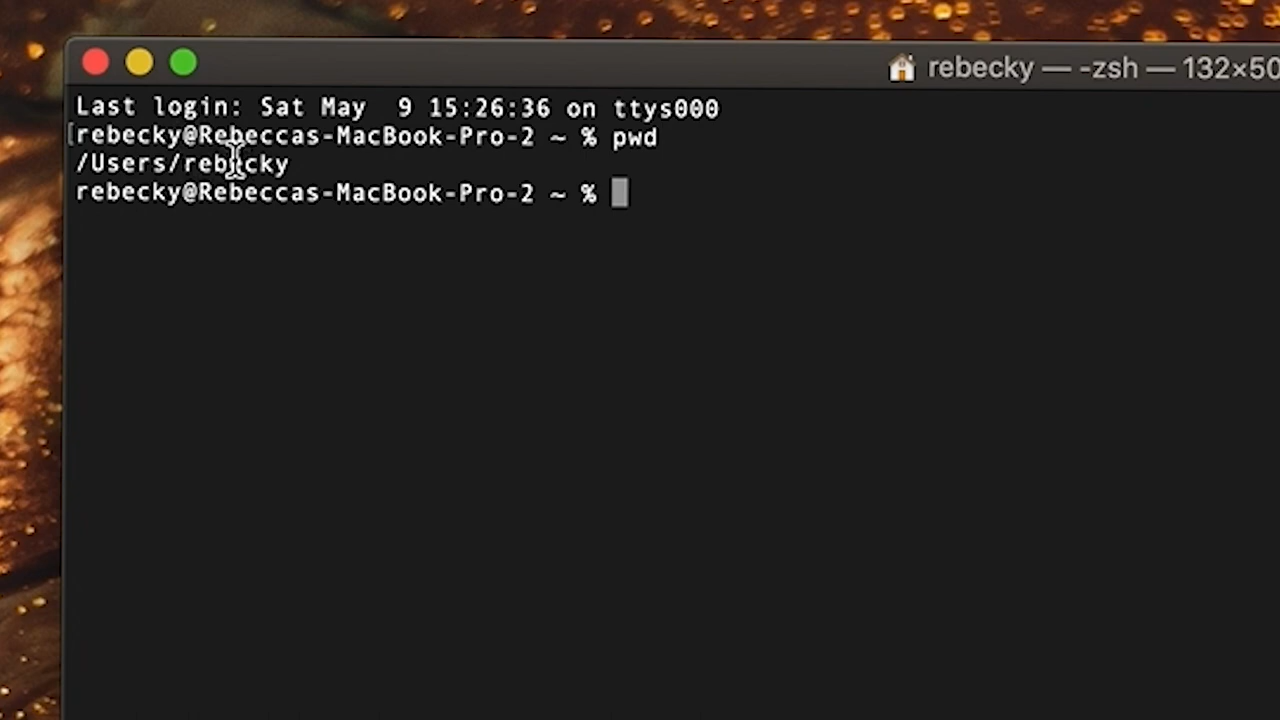 rebecky — -zsh — 132×50
Last login: Sat May  9 15:26:36 on ttys000
[rebecky@Rebeccas-MacBook-Pro-2 ~ % pwd
/Users/rebecky
rebecky@Rebeccas-MacBook-Pro-2 ~ %